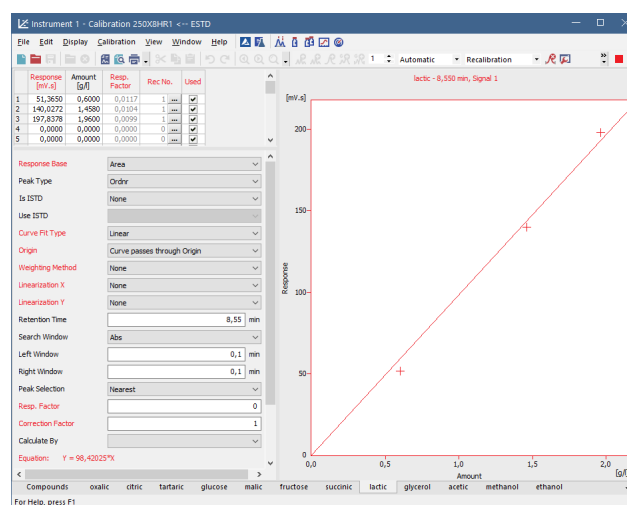 Instrument 1 - Calibration 250X8HR1 <-- ESTD
File Edit Display Calibration View Window Help
1 Automatic Recalibration
Response [mV.s] Amount [g/l] Resp. Factor Rec No. Used
1 51,3650 0,6000 0,0117 1 ...
2 140,0272 1,4580 0,0104 1 ...
3 197,8378 1,9600 0,0099 1 ...
4 0,0000 0,0000 0,0000 0 ...
5 0,0000 0,0000 0,0000 0 ...
Response Base Area
Peak Type Ordnr
Is ISTD None
Use ISTD
Curve Fit Type Linear
Origin Curve passes through Origin
Weighting Method None
Linearization X None
Linearization Y None
Retention Time 8,55 min
Search Window Abs
Left Window 0,1 min
Right Window 0,1 min
Peak Selection Nearest
Resp. Factor 0
Correction Factor 1
Calculate By
Equation: Y = 98,42025*X
lactic - 8,550 min, Signal 1
[mV.s]
200
150
100
50
0
Response
0,0 0,5 1,0 1,5 2,0
Amount [g/l]
Compounds oxalic citric tartaric glucose malic fructose succinic lactic glycerol acetic methanol ethanol
For Help, press F1